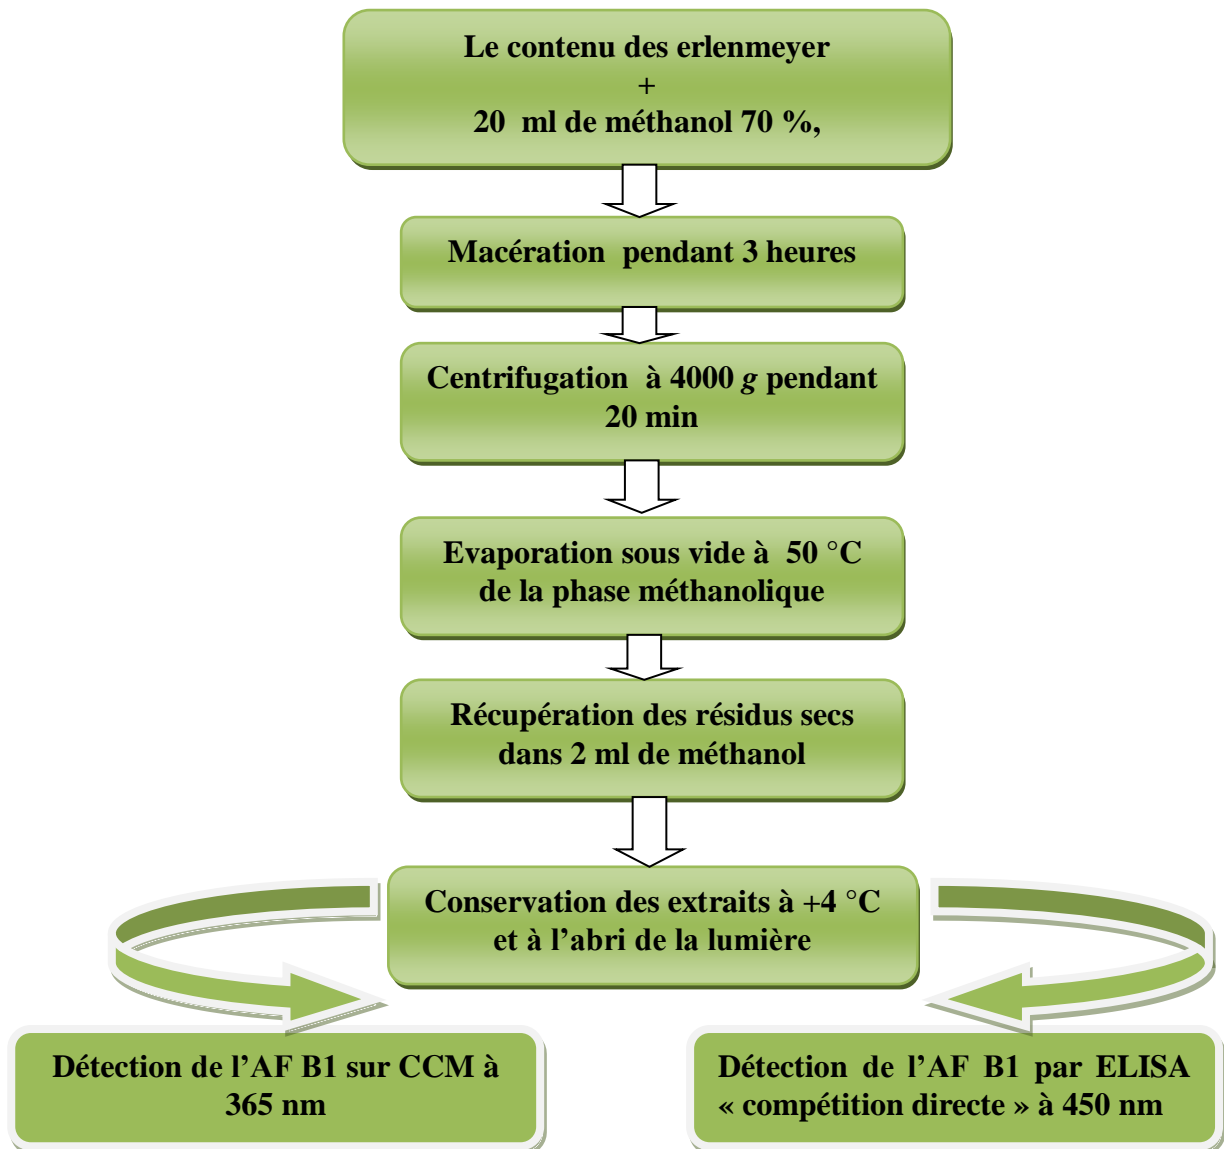 Le contenu des erlenmeyer
+
20 ml de méthanol 70 %,
Macération pendant 3 heures
Centrifugation à 4000 g pendant
20 min
Evaporation sous vide à 50 °C
de la phase méthanolique
Récupération des résidus secs
dans 2 ml de méthanol
Conservation des extraits à +4 °C
et à l’abri de la lumière
Détection de l’AF B1 sur CCM à
365 nm
Détection de l’AF B1 par ELISA
« compétition directe » à 450 nm